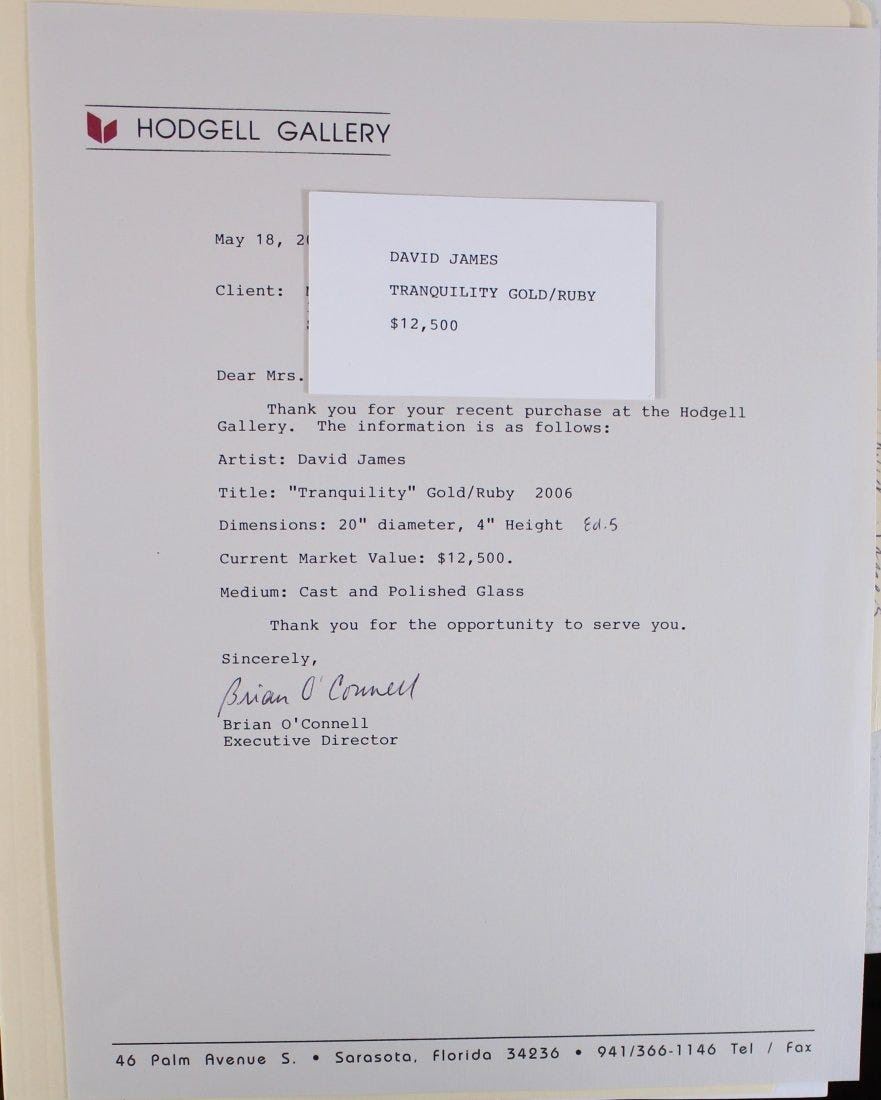 HODGELL GALLERY
May 18,
DAVID JAMES
TRANQUILITY GOLD/RUBY
$12,500
Client:
Dear Mrs.
Thank you for your recent purchase at the Hodgell
Gallery. The information is as follows:
Artist: David James
Title: "Tranquility" Gold/Ruby 2006
Dimensions: 20" diameter, 4" Height Ed.5
Current Market Value: $12,500.
Medium: Cast and Polished Glass
Thank you for the opportunity to serve you.
Sincerely,
Brian O'Connell
Brian O'Connell
Executive Director
46 Palm Avenue S. • Sarasota, Florida 34236 • 941/366-1146 Tel / Fax